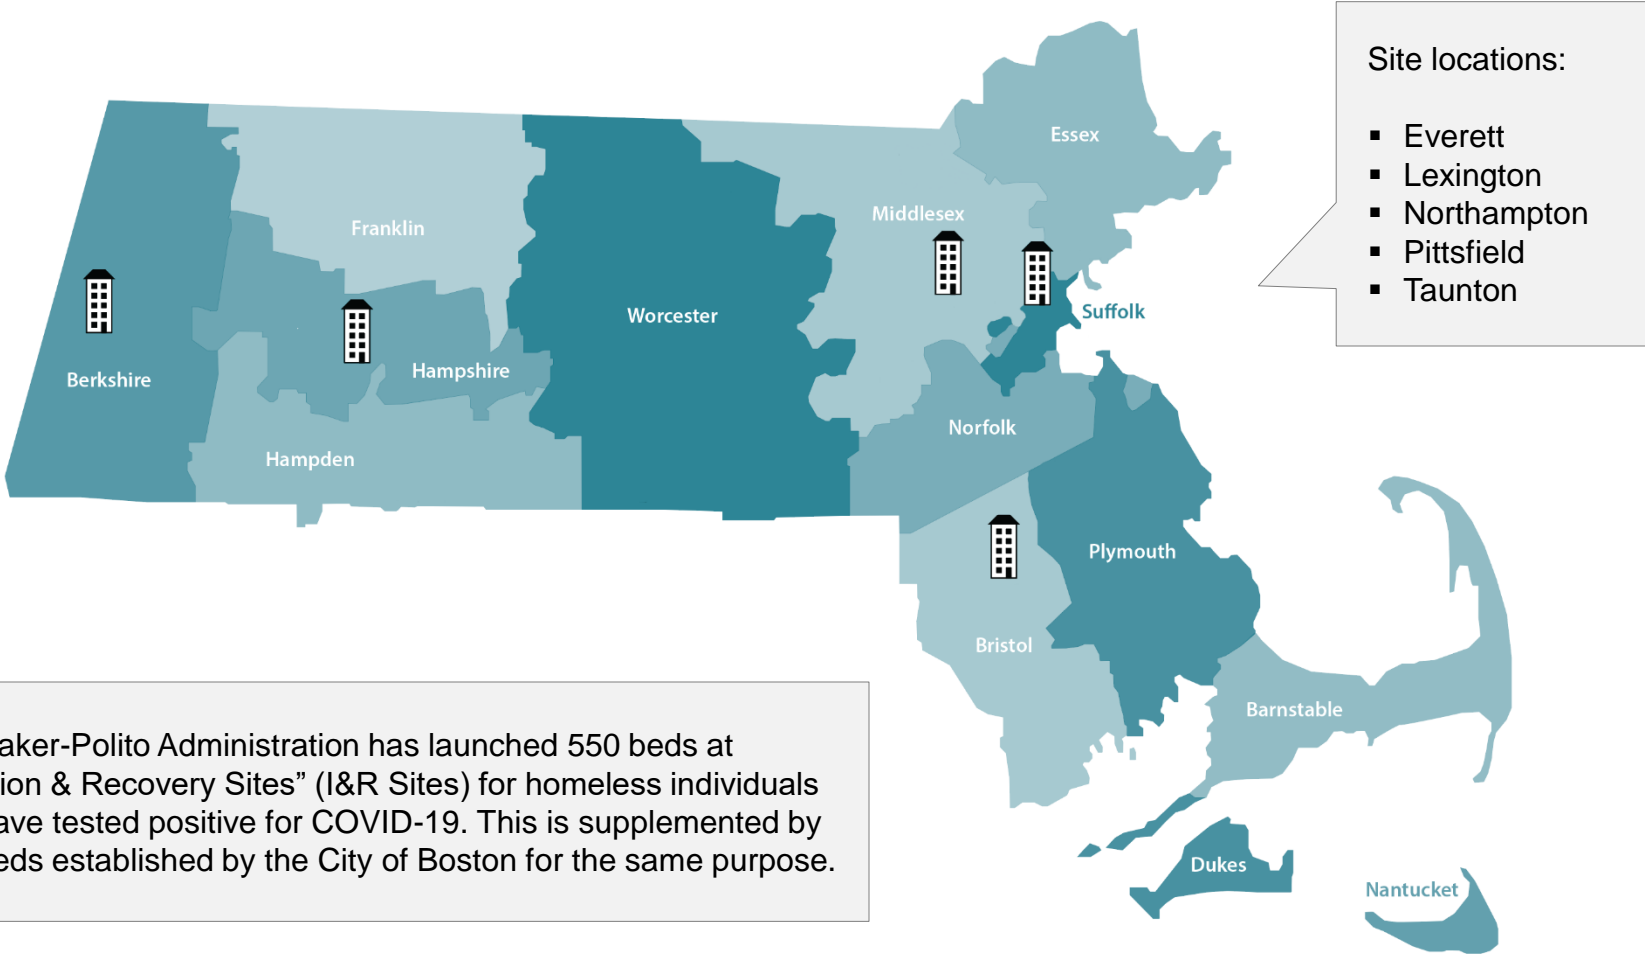 Site locations:
▪ Everett
▪ Lexington
▪ Northampton
▪ Pittsfield
▪ Taunton
Essex
Middlesex
Franklin
Suffolk
Worcester
Hampshire
Berkshire
Norfolk
Hampden
Plymouth
Bristol
Barnstable
Dukes
Nantucket
aker-Polito Administration has launched 550 beds at
ion & Recovery Sites” (I&R Sites) for homeless individuals
ave tested positive for COVID-19. This is supplemented by
eds established by the City of Boston for the same purpose.